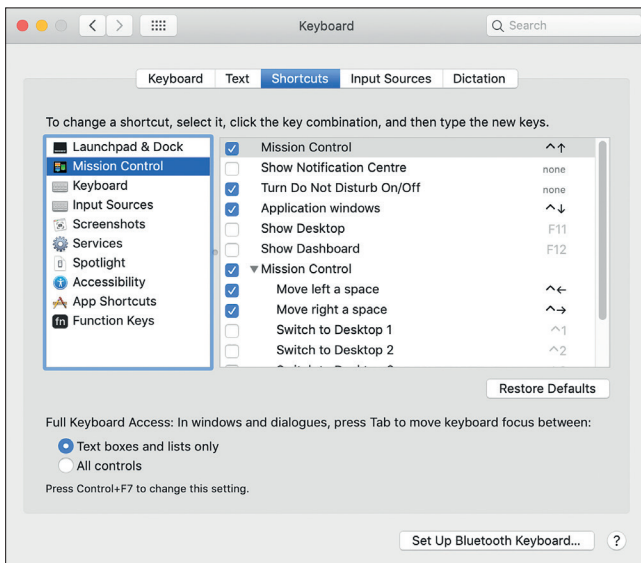 Keyboard
Search
Keyboard Text Shortcuts Input Sources Dictation
To change a shortcut, select it, click the key combination, and then type the new keys.
Launchpad & Dock
Mission Control
Keyboard
Input Sources
Screenshots
Services
Spotlight
Accessibility
App Shortcuts
fn Function Keys
Mission Control ^↑
Show Notification Centre none
Turn Do Not Disturb On/Off none
Application windows ^↓
Show Desktop F11
Show Dashboard F12
Mission Control
Move left a space ^←
Move right a space ^→
Switch to Desktop 1 ^1
Switch to Desktop 2 ^2
Restore Defaults
Full Keyboard Access: In windows and dialogues, press Tab to move keyboard focus between:
Text boxes and lists only
All controls
Press Control+F7 to change this setting.
Set Up Bluetooth Keyboard... ?